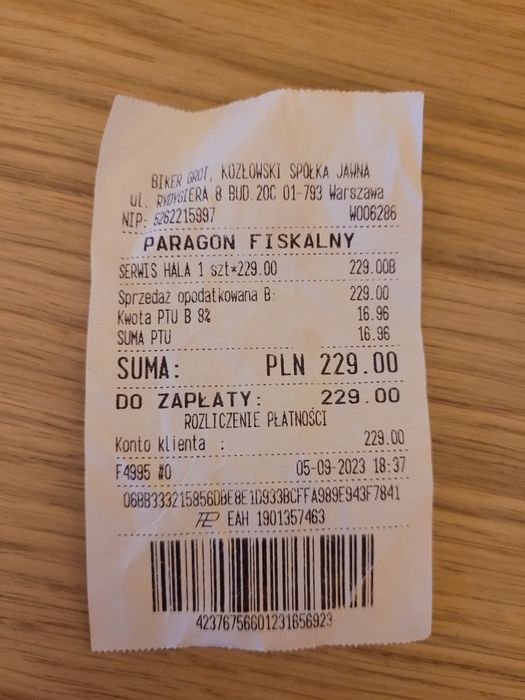 BIKER GROT, KOZŁOWSKI SPÓŁKA JAWNA
ul. RYDYGIERA 8 BUD.20C 01-793 Warszawa
NIP: 5262215997 W006286
PARAGON FISKALNY
SERWIS HALA 1 szt*229.00 229.00B
Sprzedaż opodatkowana B: 229.00
Kwota PTU B 8% 16.96
SUMA PTU 16.96
SUMA: PLN 229.00
DO ZAPŁATY: 229.00
ROZLICZENIE PŁATNOŚCI
Konto klienta : 229.00
F4995 #0 05-09-2023 18:37
06BB333215856DBE8E1D933BCFFA989E943F7841
EAH 1901357463
42376756601231656923